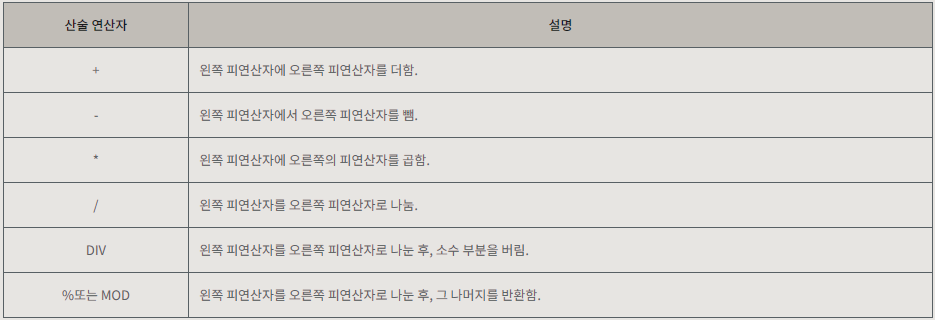 산술 연산자 설명
+ 왼쪽 피연산자에 오른쪽 피연산자를 더함.
- 왼쪽 피연산자에서 오른쪽 피연산자를 뺌.
* 왼쪽 피연산자에 오른쪽의 피연산자를 곱함.
/ 왼쪽 피연산자를 오른쪽 피연산자로 나눔.
DIV 왼쪽 피연산자를 오른쪽 피연산자로 나눈 후, 소수 부분을 버림.
%또는 MOD 왼쪽 피연산자를 오른쪽 피연산자로 나눈 후, 그 나머지를 반환함.